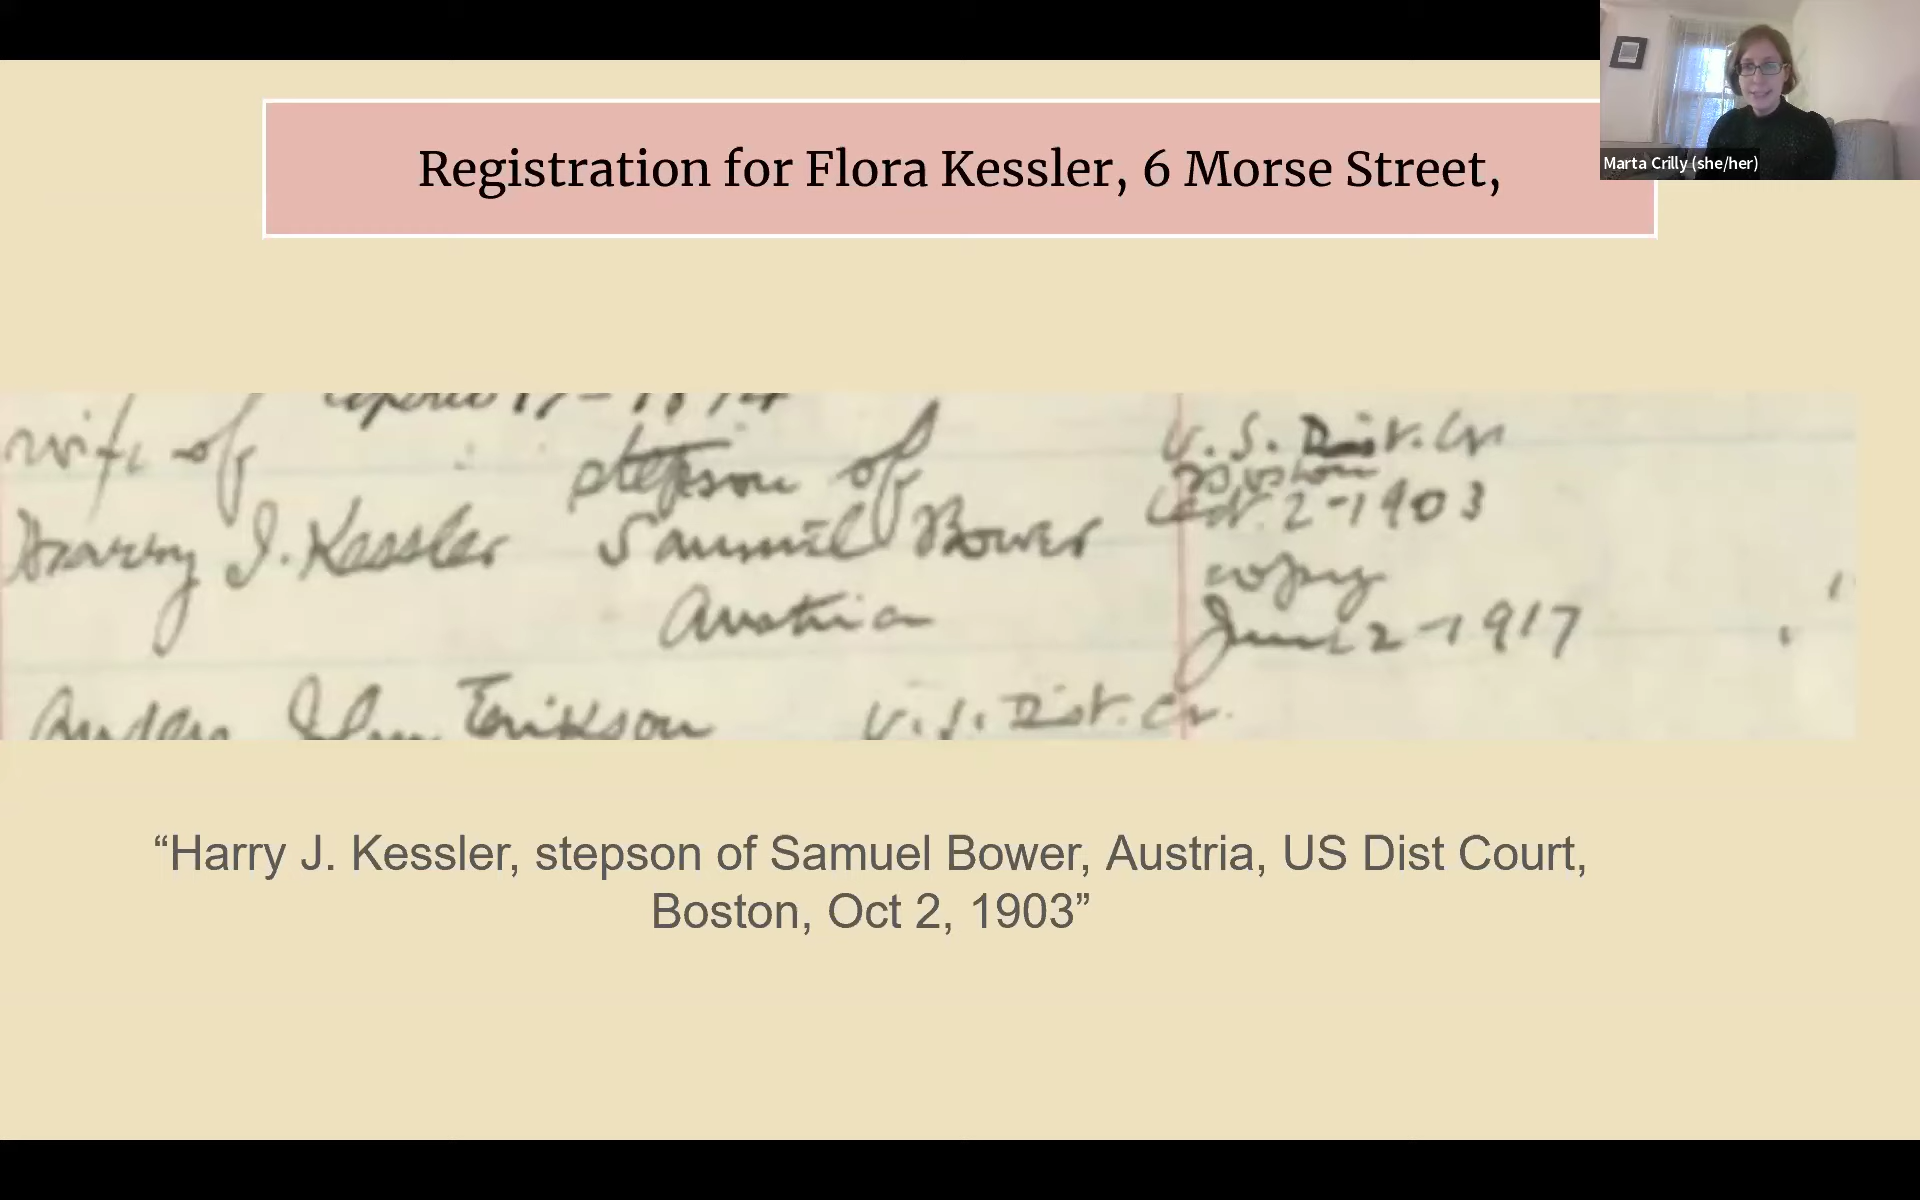 Registration for Flora Kessler, 6 Morse Street,
Marta Crilly (she/her)
wife of
stepson of
U. S. Dist. Ct
Boston
Oct. 2-1903
Harry J. Kessler
Samuel Bower
Austria
copy
June 2-1917
John Erikson
U. S. Dist. Ct.
“Harry J. Kessler, stepson of Samuel Bower, Austria, US Dist Court,
Boston, Oct 2, 1903”